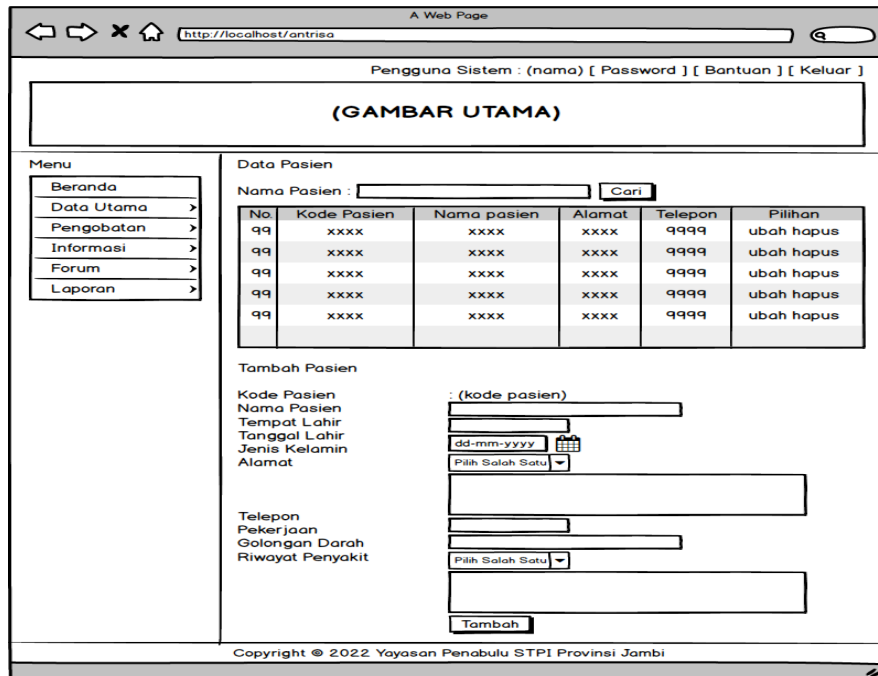 A Web Page
http://localhost/antrisa
Pengguna Sistem : (nama) [ Password ] [ Bantuan ] [ Keluar ]
(GAMBAR UTAMA)
Menu
Beranda
Data Utama
Pengobatan
Informasi
Forum
Laporan
Data Pasien
Nama Pasien : Cari
No. Kode Pasien Nama pasien Alamat Telepon Pilihan
99 xxxx xxxx xxxx 9999 ubah hapus
99 xxxx xxxx xxxx 9999 ubah hapus
99 xxxx xxxx xxxx 9999 ubah hapus
99 xxxx xxxx xxxx 9999 ubah hapus
99 xxxx xxxx xxxx 9999 ubah hapus
Tambah Pasien
Kode Pasien : (kode pasien)
Nama Pasien
Tempat Lahir
Tanggal Lahir dd-mm-yyyy
Jenis Kelamin
Alamat Pilih Salah Satu
Telepon
Pekerjaan
Golongan Darah
Riwayat Penyakit Pilih Salah Satu
Tambah
Copyright © 2022 Yayasan Penabulu STPI Provinsi Jambi